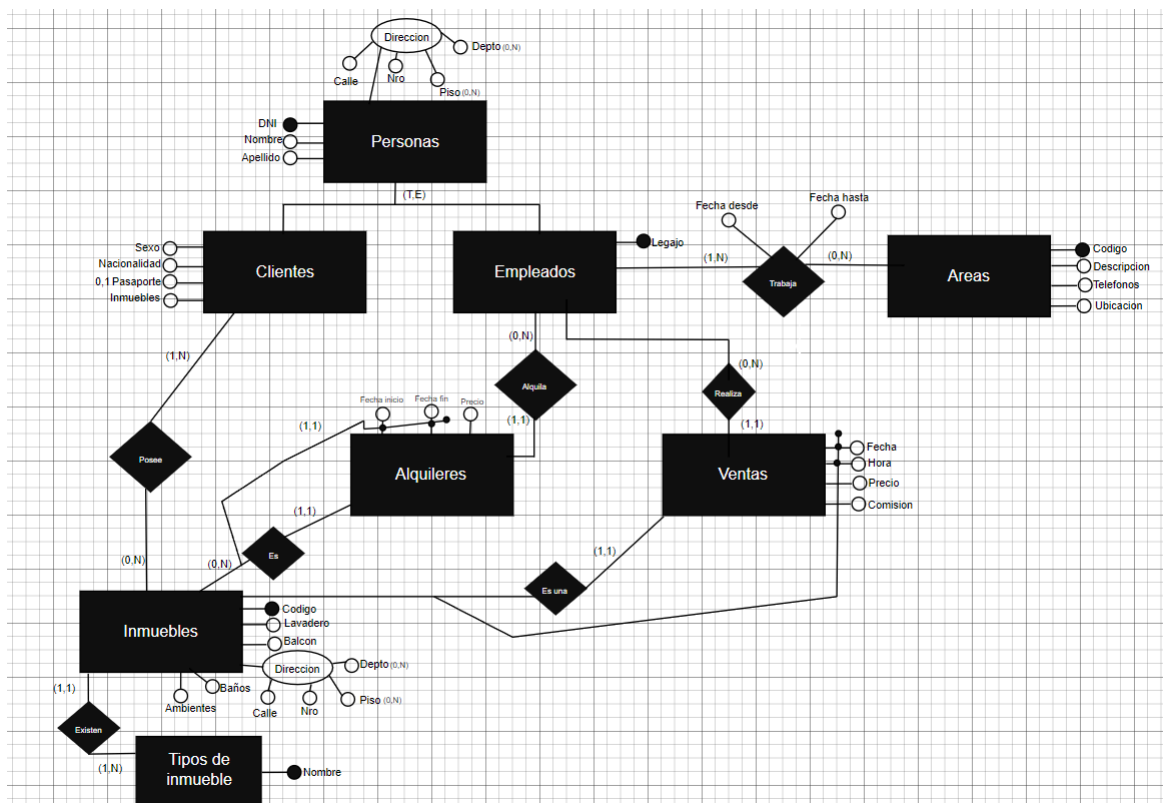 Direccion
Depto (0,N)
Calle
Nro
Piso (0,N)
DNI
Nombre
Apellido
Personas
(T,E)
Fecha desde
Fecha hasta
Sexo
Nacionalidad
0,1 Pasaporte
Inmuebles
Clientes
Empleados
Legajo
(1,N)
Trabaja
(0,N)
Areas
Codigo
Descripcion
Telefonos
Ubicacion
(1,N)
(0,N)
Alquila
(1,1)
(0,N)
Realiza
(1,1)
Fecha inicio
Fecha fin
Precio
(1,1)
Posee
Alquileres
Ventas
Fecha
Hora
Precio
Comision
(1,1)
Es
(0,N)
(0,N)
(1,1)
Es una
Inmuebles
Codigo
Lavadero
Balcon
Direccion
Depto (0,N)
Baños
Ambientes
Calle
Nro
Piso (0,N)
(1,1)
Existen
(1,N)
Tipos de
inmueble
Nombre